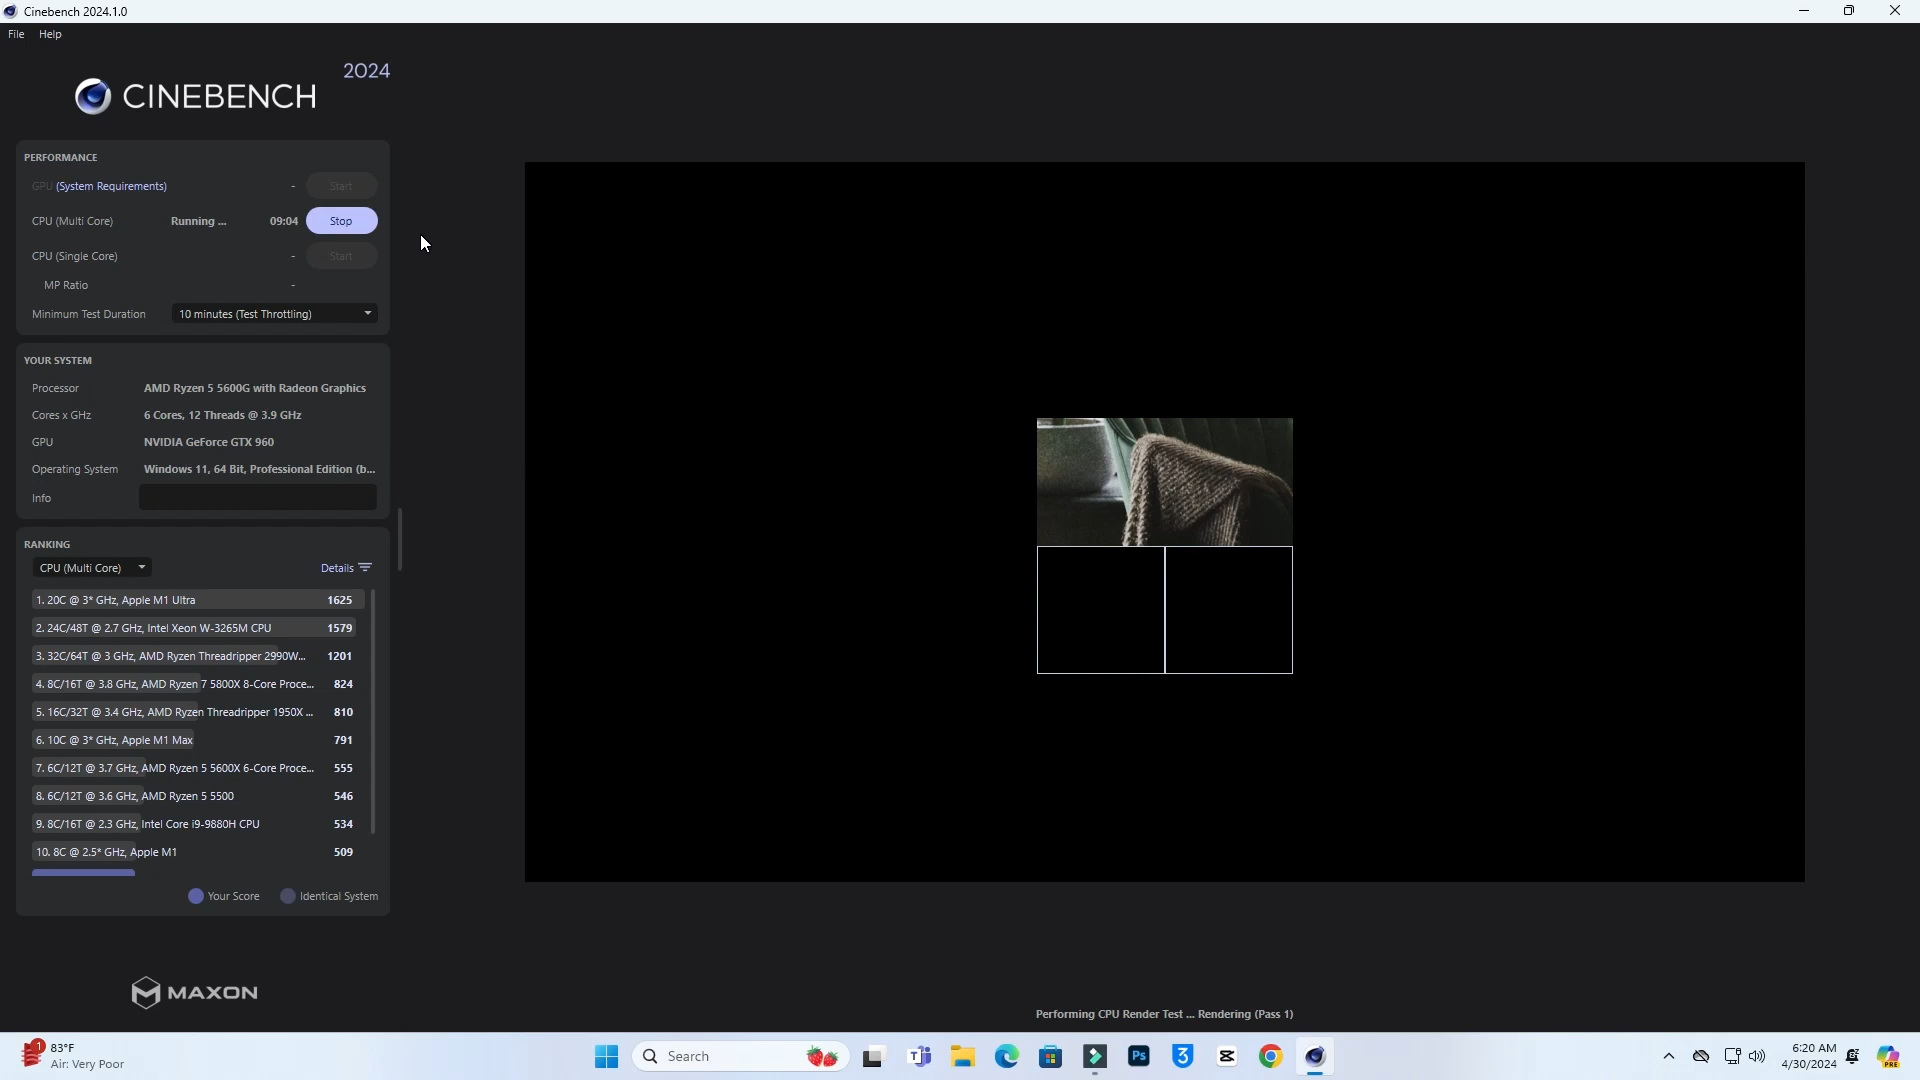 Cinebench 2024.1.0
File Help
CINEBENCH 2024
PERFORMANCE
GPU (System Requirements) - Start
CPU (Multi Core) Running ... 09:04 Stop
CPU (Single Core) - Start
MP Ratio -
Minimum Test Duration 10 minutes (Test Throttling)
YOUR SYSTEM
Processor AMD Ryzen 5 5600G with Radeon Graphics
Cores x GHz 6 Cores, 12 Threads @ 3.9 GHz
GPU NVIDIA GeForce GTX 960
Operating System Windows 11, 64 Bit, Professional Edition (b...
Info
RANKING
CPU (Multi Core) Details
1. 20C @ 3* GHz, Apple M1 Ultra 1625
2. 24C/48T @ 2.7 GHz, Intel Xeon W-3265M CPU 1579
3. 32C/64T @ 3 GHz, AMD Ryzen Threadripper 2990W... 1201
4. 8C/16T @ 3.8 GHz, AMD Ryzen 7 5800X 8-Core Proce... 824
5. 16C/32T @ 3.4 GHz, AMD Ryzen Threadripper 1950X ... 810
6. 10C @ 3* GHz, Apple M1 Max 791
7. 6C/12T @ 3.7 GHz, AMD Ryzen 5 5600X 6-Core Proce... 555
8. 6C/12T @ 3.6 GHz, AMD Ryzen 5 5500 546
9. 8C/16T @ 2.3 GHz, Intel Core i9-9880H CPU 534
10. 8C @ 2.5* GHz, Apple M1 509
Your Score Identical System
MAXON
Performing CPU Render Test ... Rendering (Pass 1)
1 83°F
Air: Very Poor
Search
T
Ps
3
6:20 AM
4/30/2024
PRE